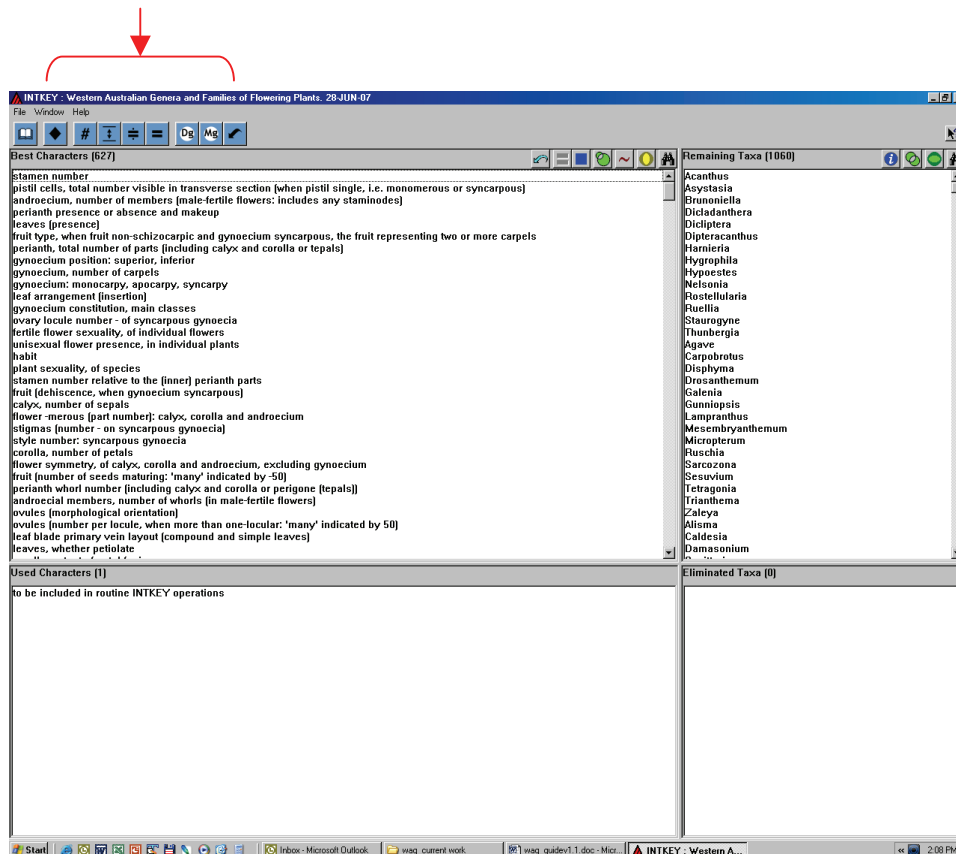 INTKEY : Western Australian Genera and Families of Flowering Plants. 28-JUN-07
File Window Help
# Dg Mg
Best Characters (627)
stamen number
pistil cells, total number visible in transverse section (when pistil single, i.e. monomerous or syncarpous)
androecium, number of members (male-fertile flowers: includes any staminodes)
perianth presence or absence and makeup
leaves (presence)
fruit type, when fruit non-schizocarpic and gynoecium syncarpous, the fruit representing two or more carpels
perianth, total number of parts (including calyx and corolla or tepals)
gynoecium position: superior, inferior
gynoecium, number of carpels
gynoecium: monocarpy, apocarpy, syncarpy
leaf arrangement (insertion)
gynoecium constitution, main classes
ovary locule number - of syncarpous gynoecia
fertile flower sexuality, of individual flowers
unisexual flower presence, in individual plants
habit
plant sexuality, of species
stamen number relative to the (inner) perianth parts
fruit (dehiscence, when gynoecium syncarpous)
calyx, number of sepals
flower -merous (part number): calyx, corolla and androecium
stigmas (number - on syncarpous gynoecia)
style number: syncarpous gynoecia
corolla, number of petals
flower symmetry, of calyx, corolla and androecium, excluding gynoecium
fruit (number of seeds maturing: 'many' indicated by -50)
perianth whorl number (including calyx and corolla or perigone (tepals))
androecial members, number of whorls (in male-fertile flowers)
ovules (morphological orientation)
ovules (number per locule, when more than one-locular: 'many' indicated by 50)
leaf blade primary vein layout (compound and simple leaves)
leaves, whether petiolate
Remaining Taxa (1060)
Acanthus
Asystasia
Brunoniella
Dicladanthera
Dicliptera
Dipteracanthus
Harnieria
Hygrophila
Hypoestes
Nelsonia
Rostellularia
Ruellia
Staurogyne
Thunbergia
Agave
Carpobrotus
Disphyma
Drosanthemum
Galenia
Gunniopsis
Lampranthus
Mesembryanthemum
Micropterum
Ruschia
Sarcozona
Sesuvium
Tetragonia
Trianthema
Zaleya
Alisma
Caldesia
Damasonium
Used Characters (1)
to be included in routine INTKEY operations
Eliminated Taxa (0)
Start
Inbox - Microsoft Outlook
wag current work
wag_guidev1.1.doc - Micr...
INTKEY : Western A...
2:08 PM